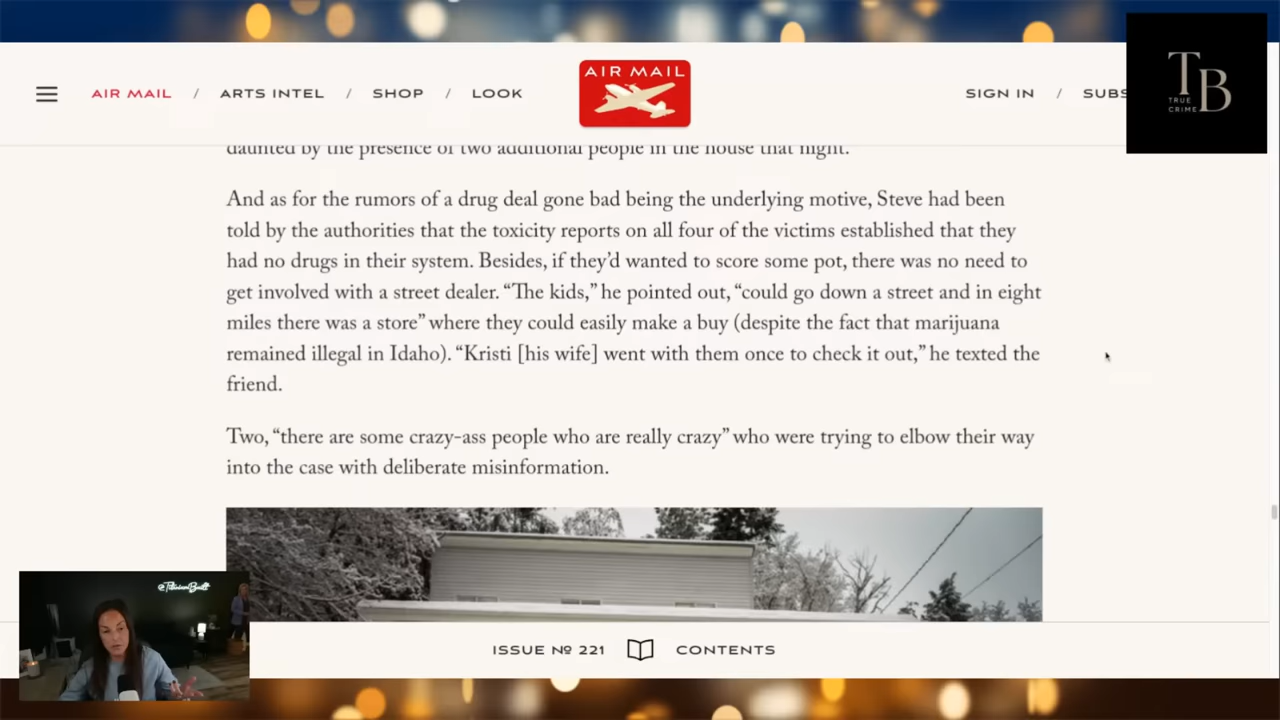 AIR MAIL / ARTS INTEL / SHOP / LOOK
AIR MAIL
SIGN IN / SUBS
TB
TRUE
CRIME
daunted by the presence of two additional people in the house that night.
And as for the rumors of a drug deal gone bad being the underlying motive, Steve had been
told by the authorities that the toxicity reports on all four of the victims established that they
had no drugs in their system. Besides, if they’d wanted to score some pot, there was no need to
get involved with a street dealer. “The kids,” he pointed out, “could go down a street and in eight
miles there was a store” where they could easily make a buy (despite the fact that marijuana
remained illegal in Idaho). “Kristi [his wife] went with them once to check it out,” he texted the
friend.
Two, “there are some crazy-ass people who are really crazy” who were trying to elbow their way
into the case with deliberate misinformation.
ISSUE Nº 221 CONTENTS